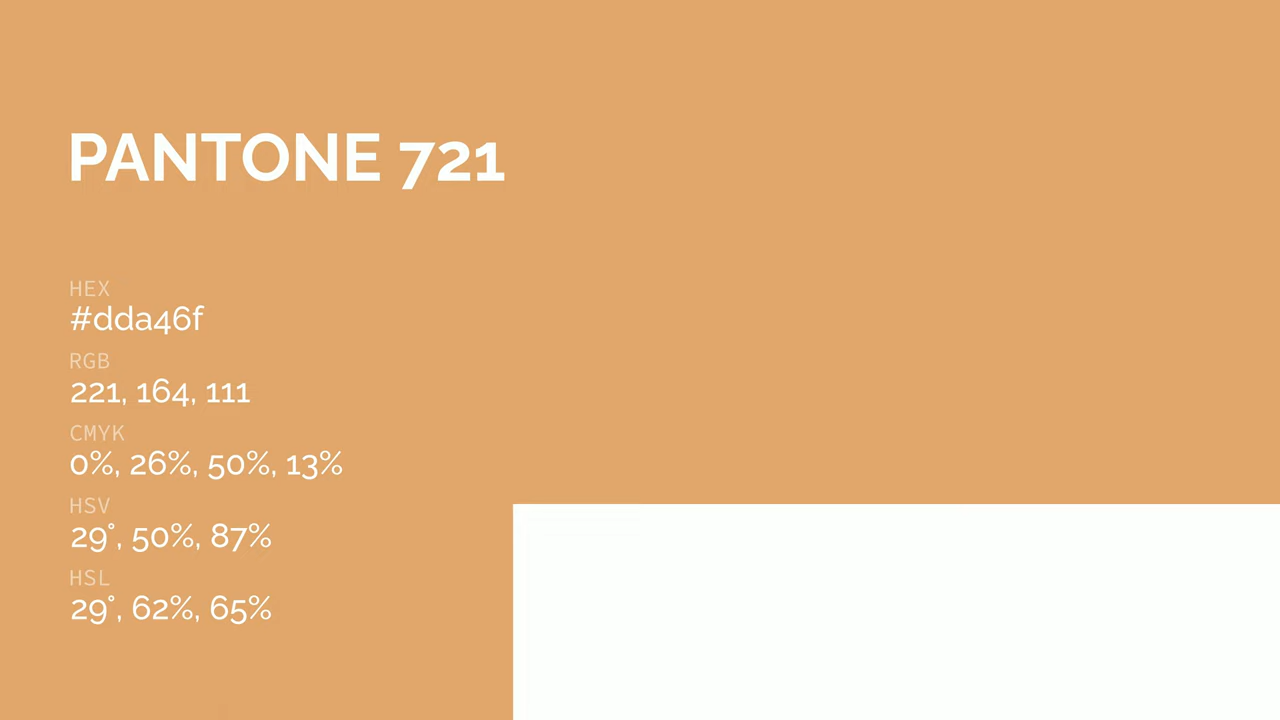 PANTONE 721
HEX
#dda46f
RGB
221, 164, 111
CMYK
0%, 26%, 50%, 13%
HSV
29°, 50%, 87%
HSL
29°, 62%, 65%